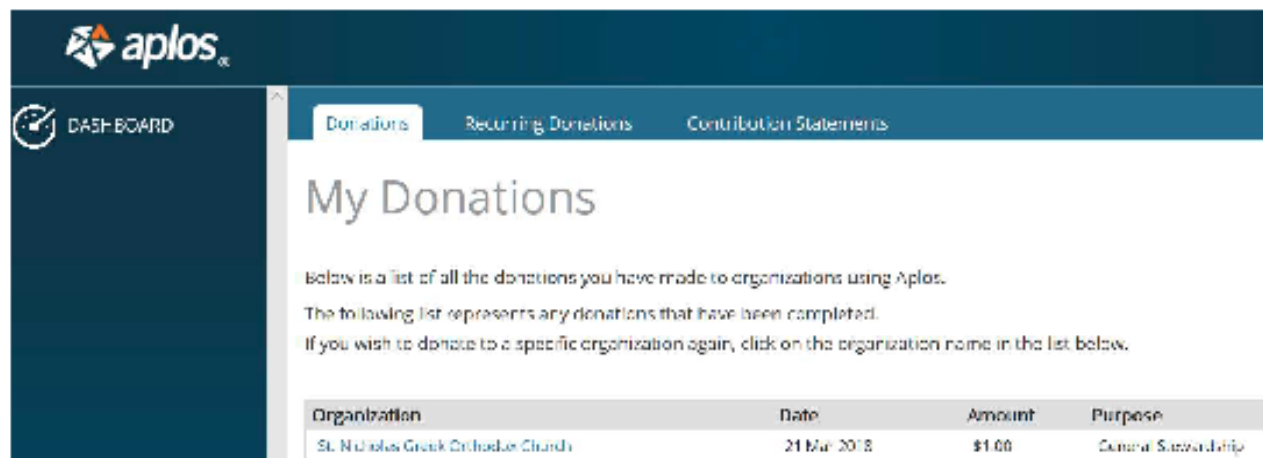 aplos®
DASHBOARD
Donations Recurring Donations Contribution Statements
My Donations
Below is a list of all the donations you have made to organizations using Aplos.
The following list represents any donations that have been completed.
If you wish to donate to a specific organization again, click on the organization name in the list below.
Organization Date Amount Purpose
St. Nicholas Greek Orthodox Church 21 Mar 2018 $1.00 General Stewardship